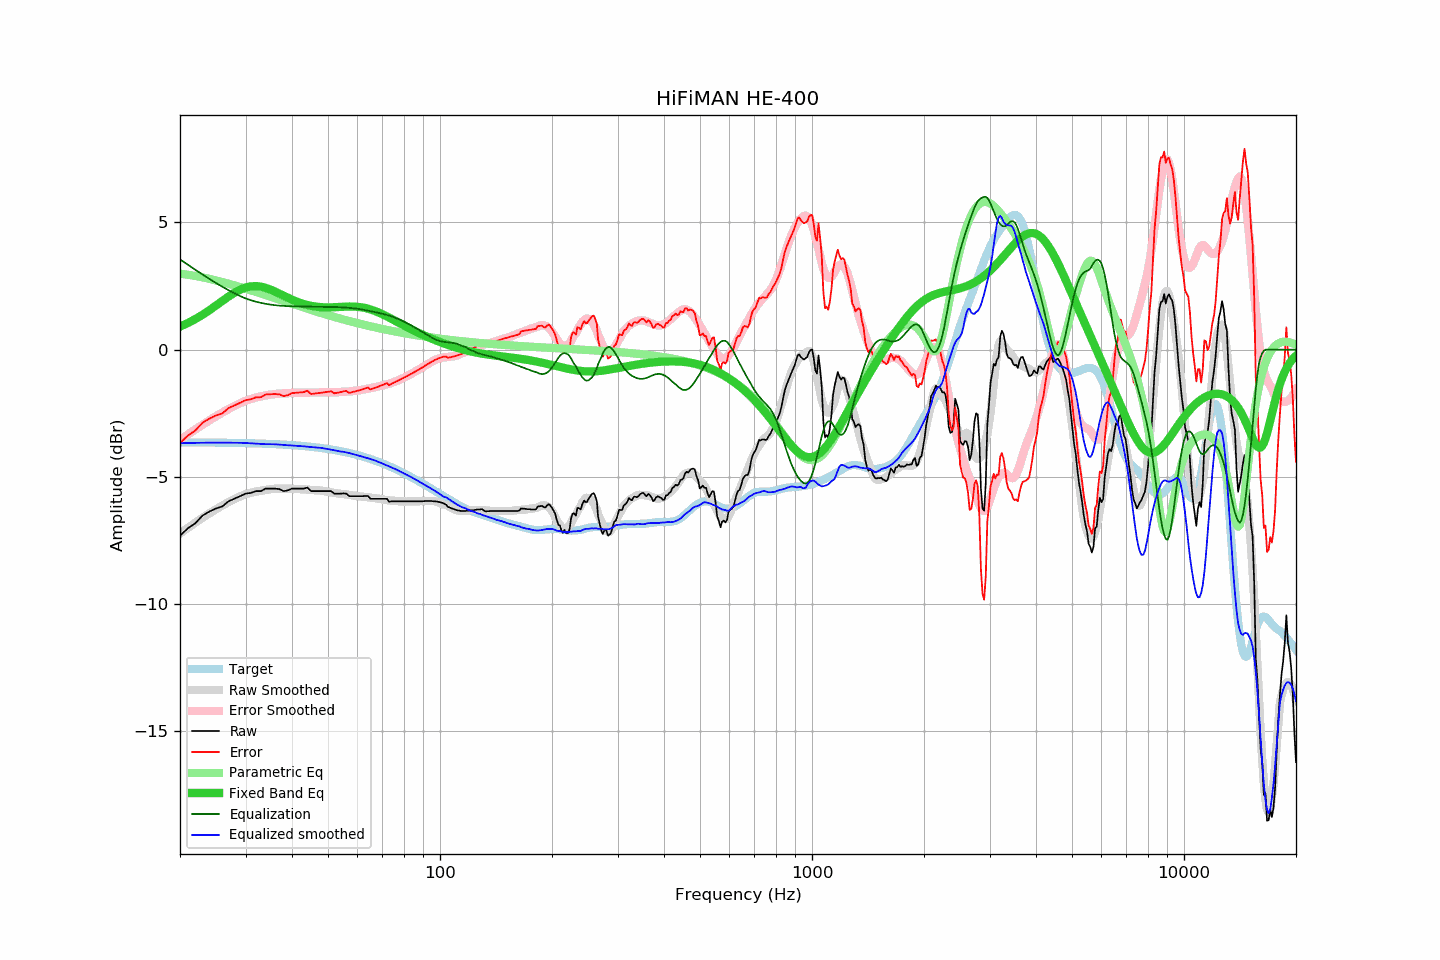 HiFiMAN HE-400
Amplitude (dBr)
5
0
−5
−10
−15
Target
Raw Smoothed
Error Smoothed
Raw
Error
Parametric Eq
Fixed Band Eq
Equalization
Equalized smoothed
100
1000
10000
Frequency (Hz)